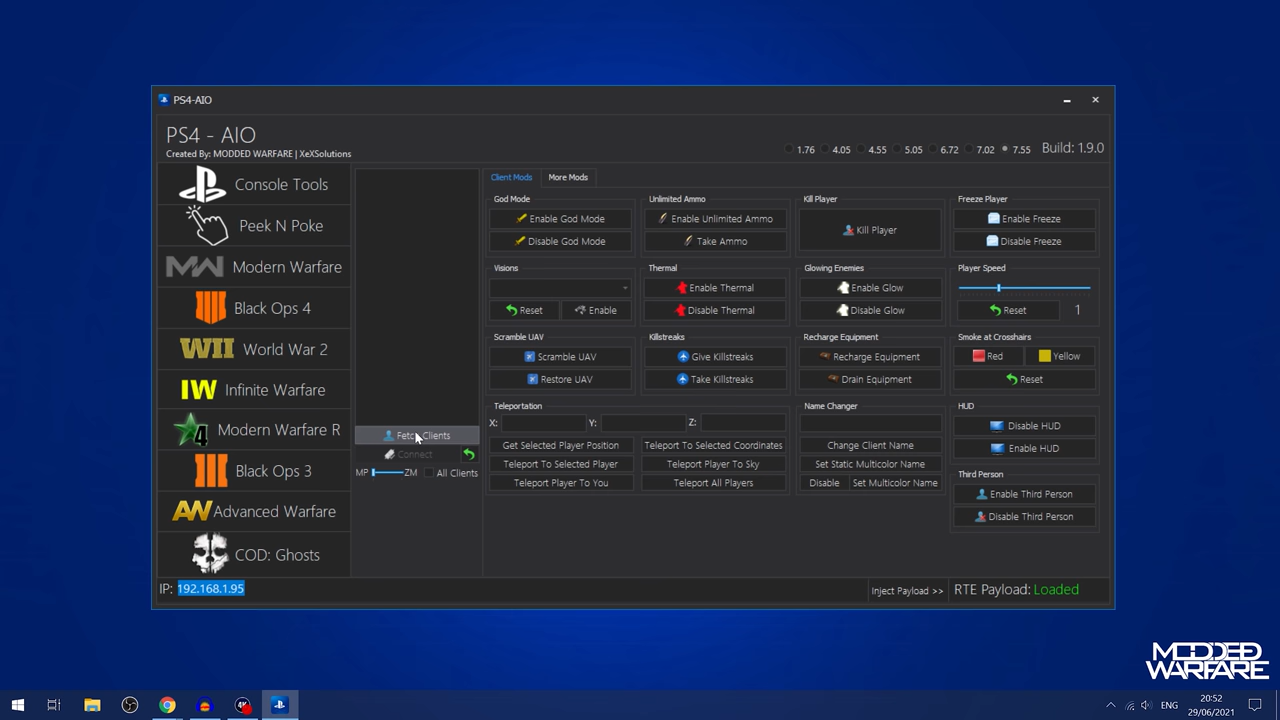 PS4-AIO
PS4 - AIO
Created By: MODDED WARFARE | XeXSolutions
1.76 4.05 4.55 5.05 6.72 7.02 7.55 Build: 1.9.0
Console Tools
Peek N Poke
Modern Warfare
Black Ops 4
World War 2
Infinite Warfare
Modern Warfare R
Black Ops 3
Advanced Warfare
COD: Ghosts
Fetch Clients
Connect
MP ZM All Clients
Client Mods More Mods
God Mode
Enable God Mode
Disable God Mode
Unlimited Ammo
Enable Unlimited Ammo
Take Ammo
Kill Player
Kill Player
Freeze Player
Enable Freeze
Disable Freeze
Visions
Reset Enable
Thermal
Enable Thermal
Disable Thermal
Glowing Enemies
Enable Glow
Disable Glow
Player Speed
Reset 1
Scramble UAV
Scramble UAV
Restore UAV
Killstreaks
Give Killstreaks
Take Killstreaks
Recharge Equipment
Recharge Equipment
Drain Equipment
Smoke at Crosshairs
Red Yellow
Reset
Teleportation
X: Y: Z:
Get Selected Player Position Teleport To Selected Coordinates
Teleport To Selected Player Teleport Player To Sky
Teleport Player To You Teleport All Players
Name Changer
Change Client Name
Set Static Multicolor Name
Disable Set Multicolor Name
HUD
Disable HUD
Enable HUD
Third Person
Enable Third Person
Disable Third Person
IP: 192.168.1.95
Inject Payload >> RTE Payload: Loaded
MODDED
WARFARE
ENG
20:52
29/06/2021